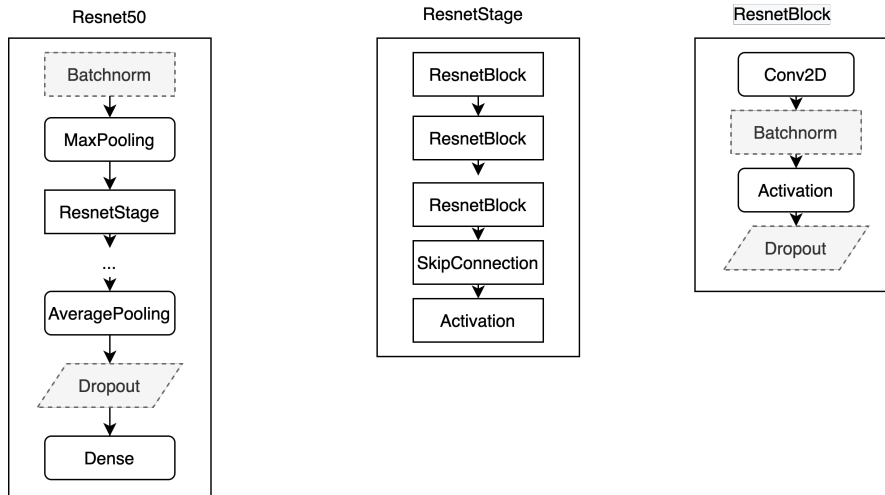 Resnet50
Batchnorm
MaxPooling
ResnetStage
...
AveragePooling
Dropout
Dense
ResnetStage
ResnetBlock
ResnetBlock
ResnetBlock
SkipConnection
Activation
ResnetBlock
Conv2D
Batchnorm
Activation
Dropout